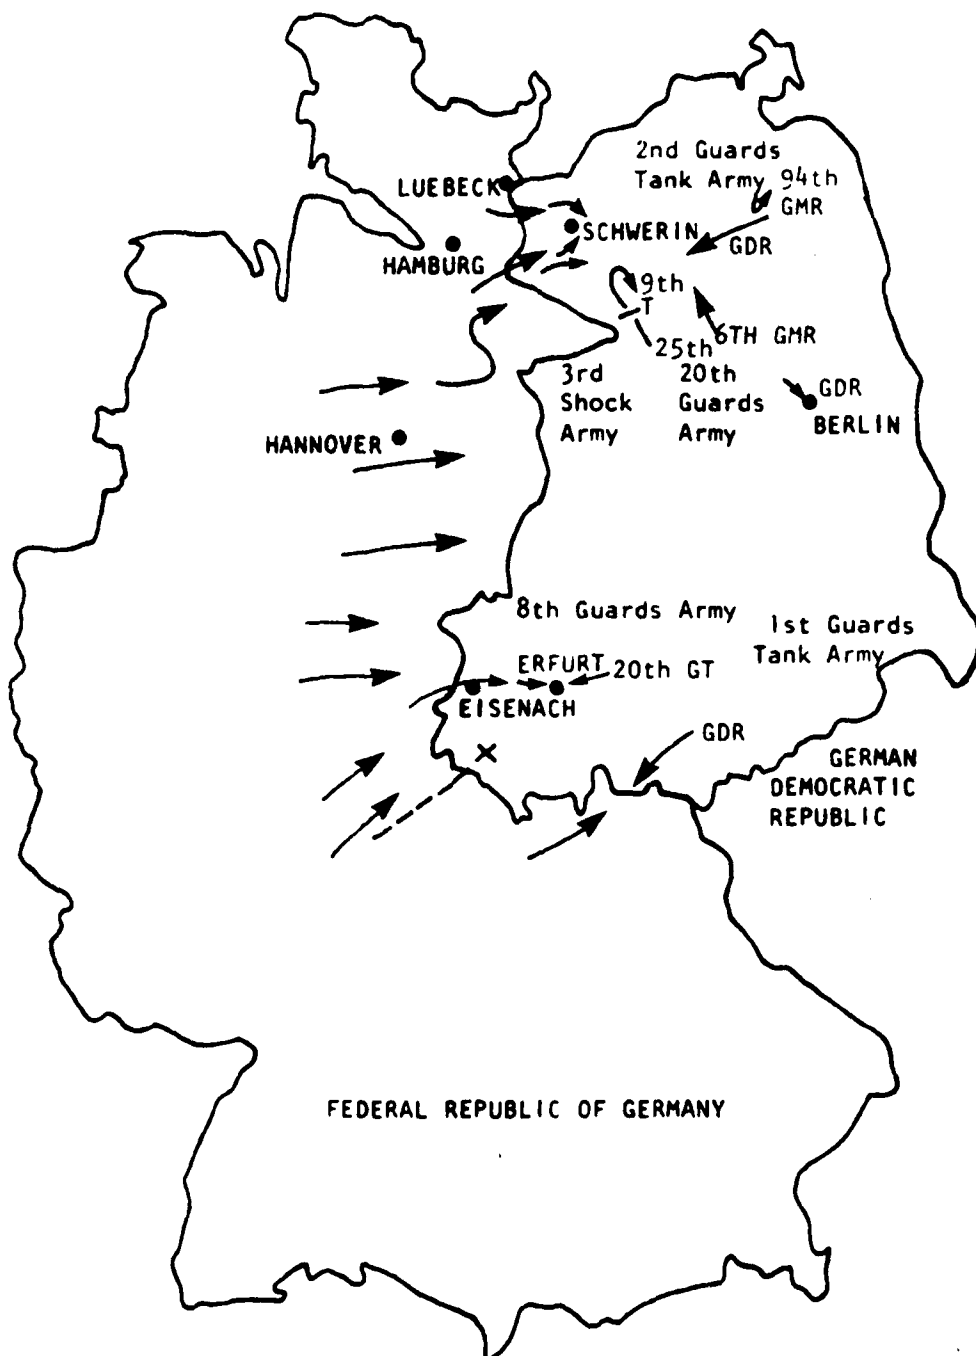 2nd Guards
Tank Army
94th
GMR
LUEBECK
SCHWERIN
GDR
HAMBURG
9th
T
6TH GMR
25th
3rd
Shock
Army
20th
Guards
Army
GDR
BERLIN
HANNOVER
8th Guards Army
1st Guards
Tank Army
ERFURT
20th GT
EISENACH
X
GDR
GERMAN
DEMOCRATIC
REPUBLIC
FEDERAL REPUBLIC OF GERMANY